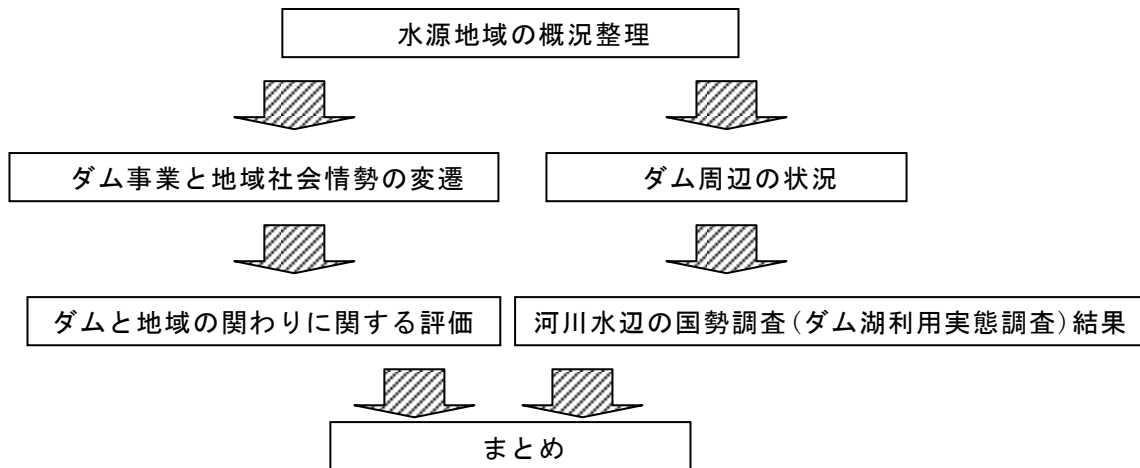 水源地域の概況整理
ダム事業と地域社会情勢の変遷
ダム周辺の状況
ダムと地域の関わりに関する評価
河川水辺の国勢調査(ダム湖利用実態調査)結果
まとめ